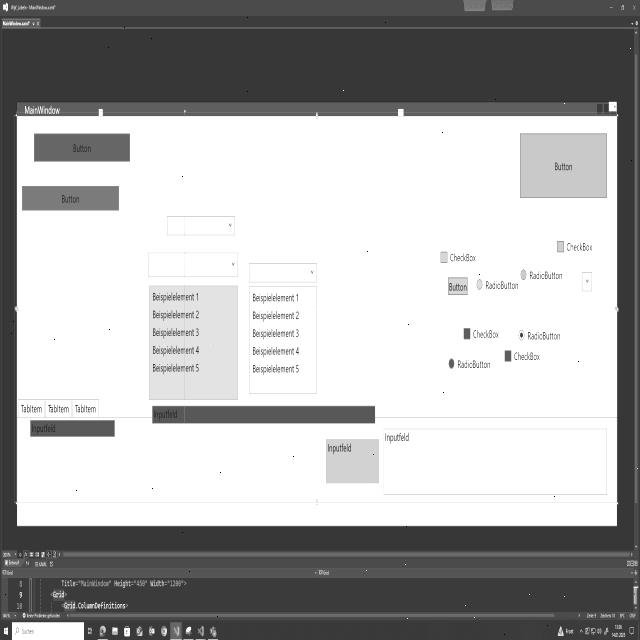 MainWindow.xaml*
MainWindow
Button
Button
Button
CheckBox
CheckBox
RadioButton
Button
RadioButton
Beispielelement 1
Beispielelement 2
Beispielelement 3
Beispielelement 4
Beispielelement 5
Beispielelement 1
Beispielelement 2
Beispielelement 3
Beispielelement 4
Beispielelement 5
CheckBox
RadioButton
CheckBox
RadioButton
TabItem TabItem TabItem
Inputfeld
Inputfeld
Inputfeld
Inputfeld
8 Title="MainWindow" Height="450" Width="1200">
9 <Grid>
10 <Grid.ColumnDefinitions>
Suchen